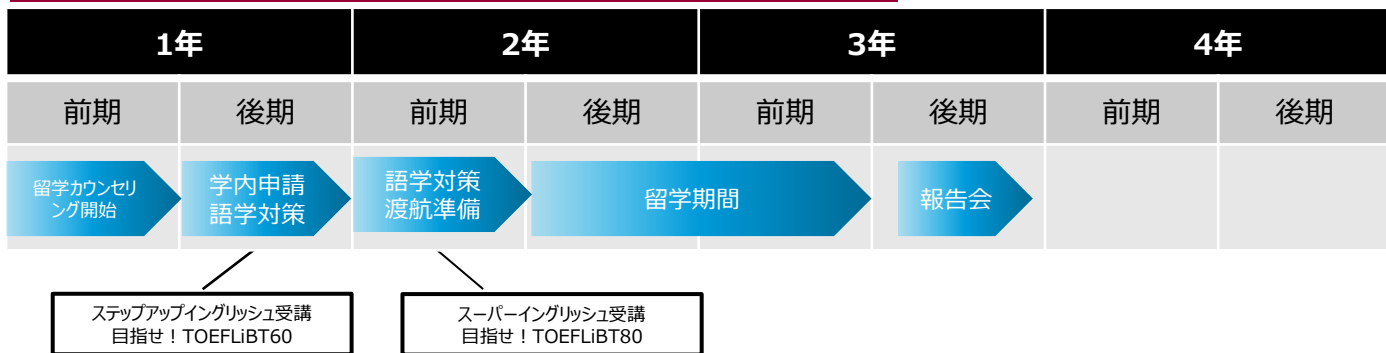 1年 2年 3年 4年
前期 後期 前期 後期 前期 後期 前期 後期
留学カウンセリ
ング開始
学内申請
語学対策
語学対策
渡航準備
留学期間
報告会
ステップアップイングリッシュ受講
目指せ！TOEFLiBT60
スーパーイングリッシュ受講
目指せ！TOEFLiBT80